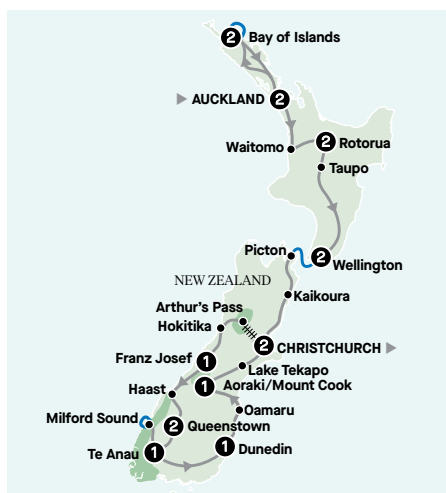 2 Bay of Islands
▶ AUCKLAND 2
Waitomo
2 Rotorua
Taupo
Picton
2 Wellington
NEW ZEALAND
Kaikoura
Arthur's Pass
Hokitika
2 CHRISTCHURCH ▶
Franz Josef 1
Lake Tekapo
1 Aoraki/Mount Cook
Haast
Oamaru
Milford Sound
2 Queenstown
Te Anau 1
1 Dunedin